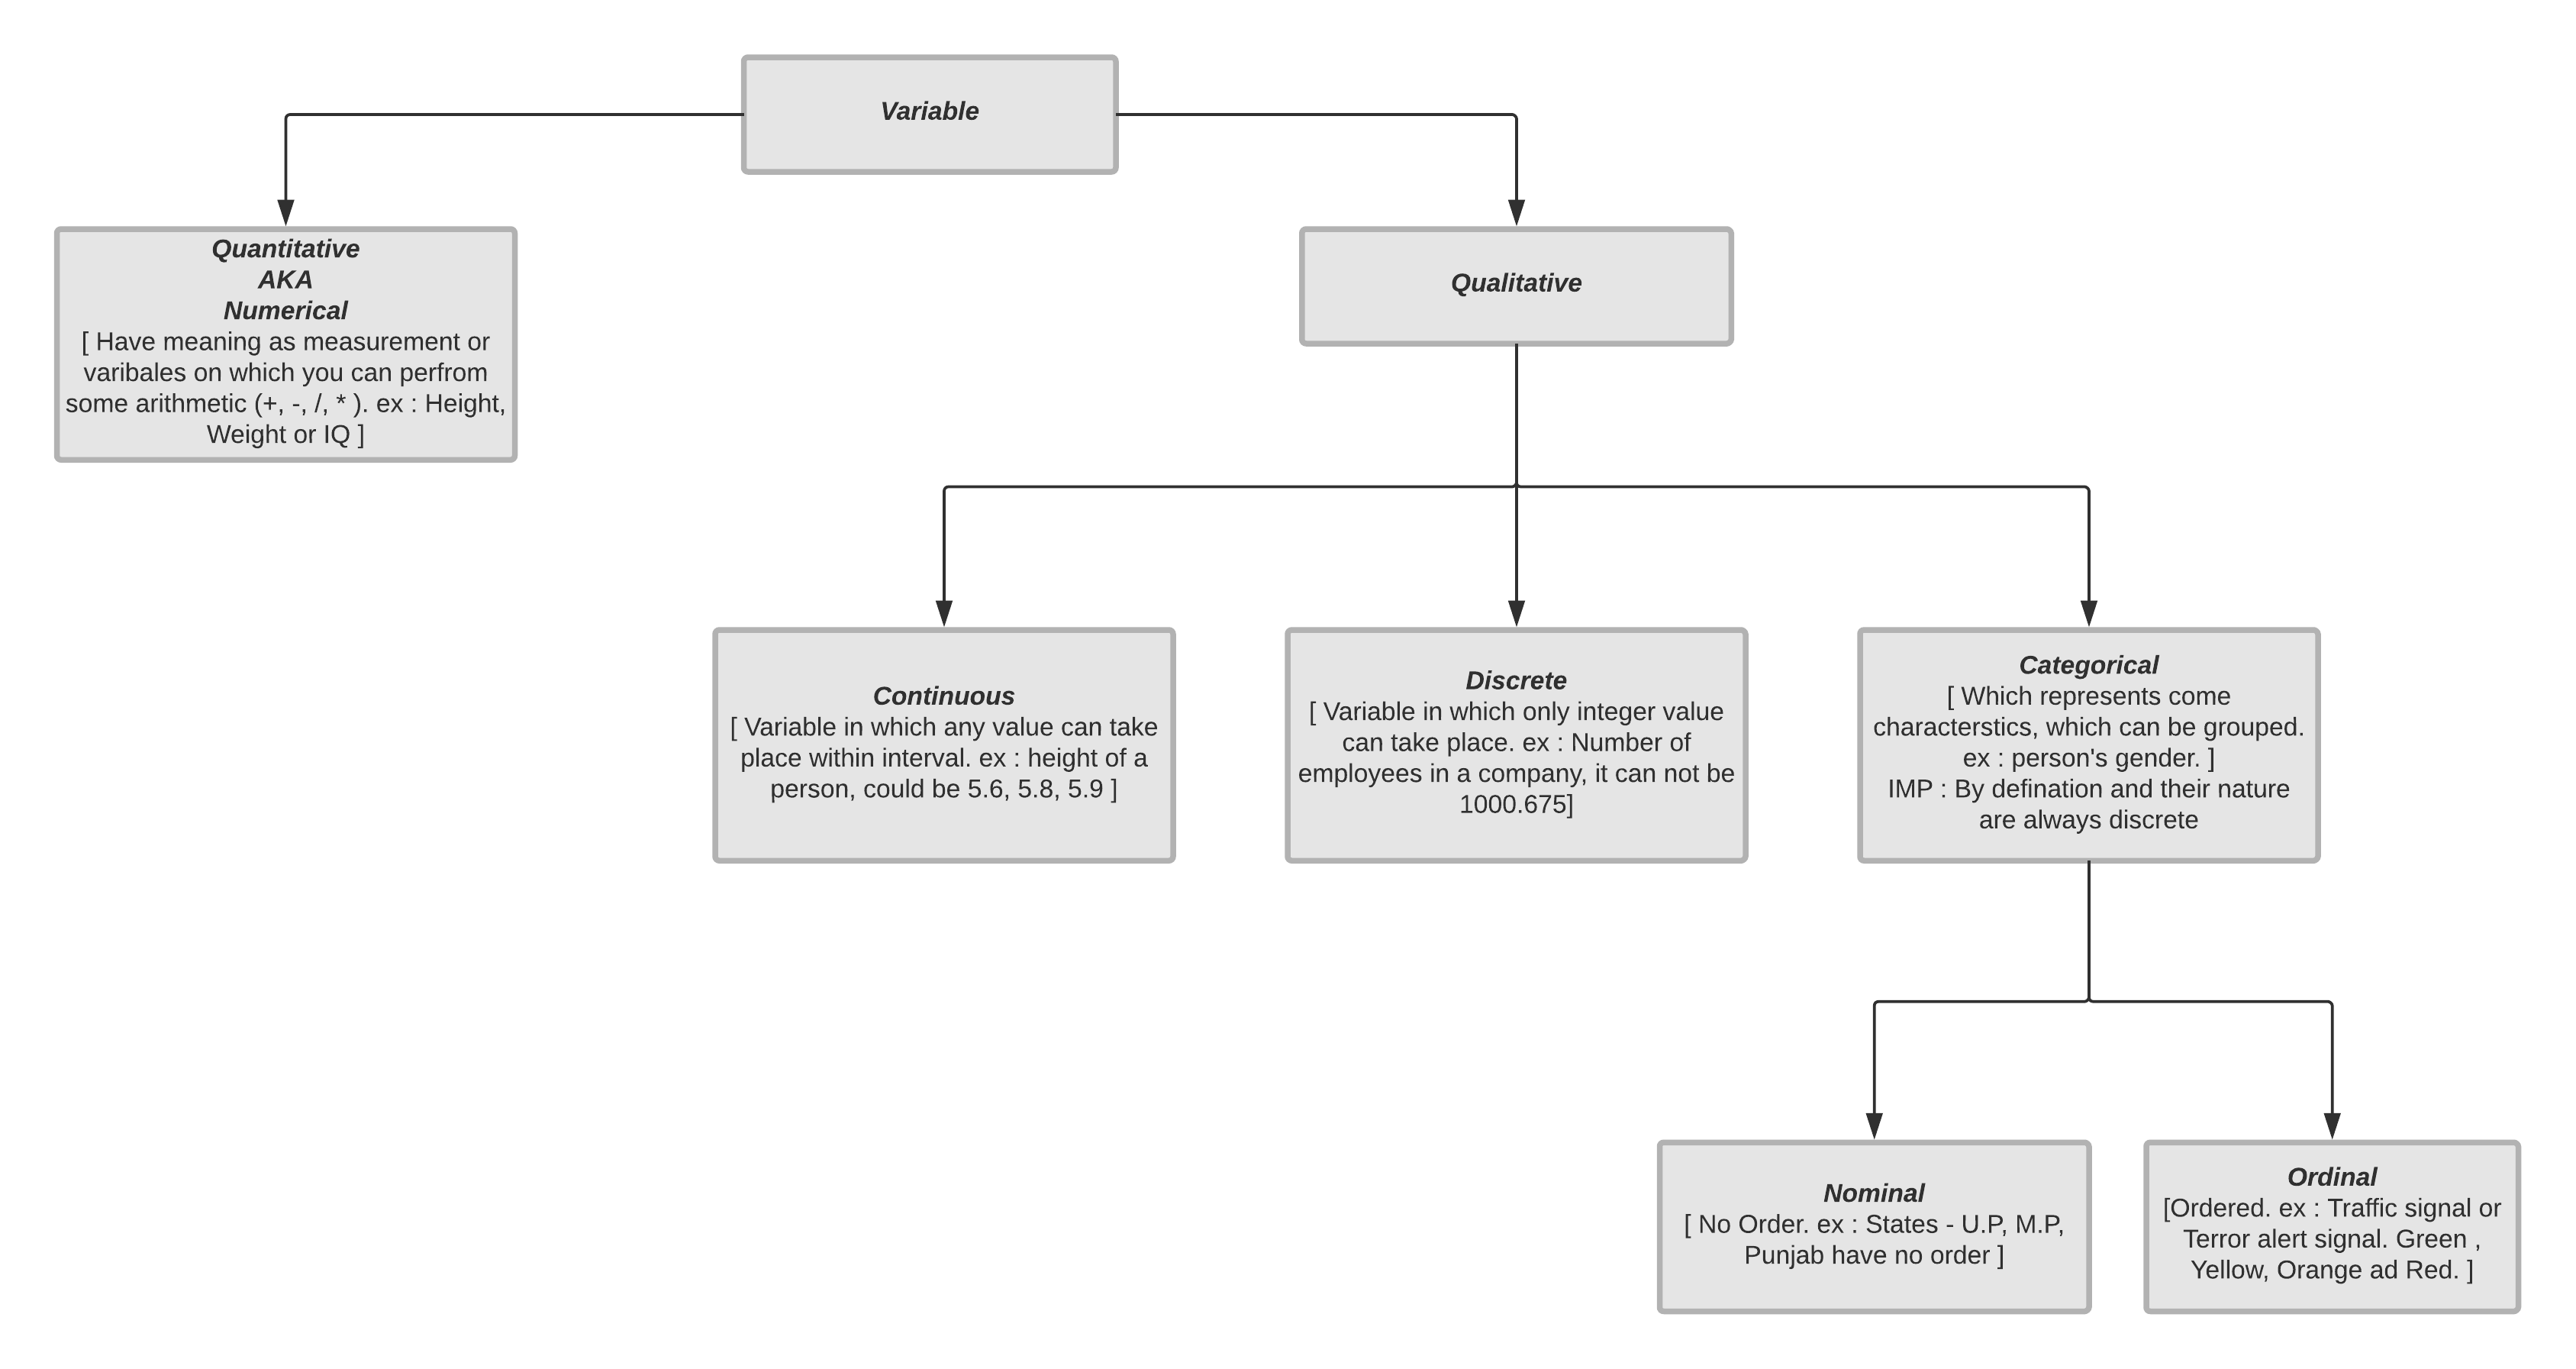 Variable
Quantitative
AKA
Numerical
[ Have meaning as measurement or
varibales on which you can perfrom
some arithmetic (+, -, /, * ). ex : Height,
Weight or IQ ]
Qualitative
Continuous
[ Variable in which any value can take
place within interval. ex : height of a
person, could be 5.6, 5.8, 5.9 ]
Discrete
[ Variable in which only integer value
can take place. ex : Number of
employees in a company, it can not be
1000.675]
Categorical
[ Which represents come
characterstics, which can be grouped.
ex : person's gender. ]
IMP : By defination and their nature
are always discrete
Nominal
[ No Order. ex : States - U.P, M.P,
Punjab have no order ]
Ordinal
[Ordered. ex : Traffic signal or
Terror alert signal. Green ,
Yellow, Orange ad Red. ]